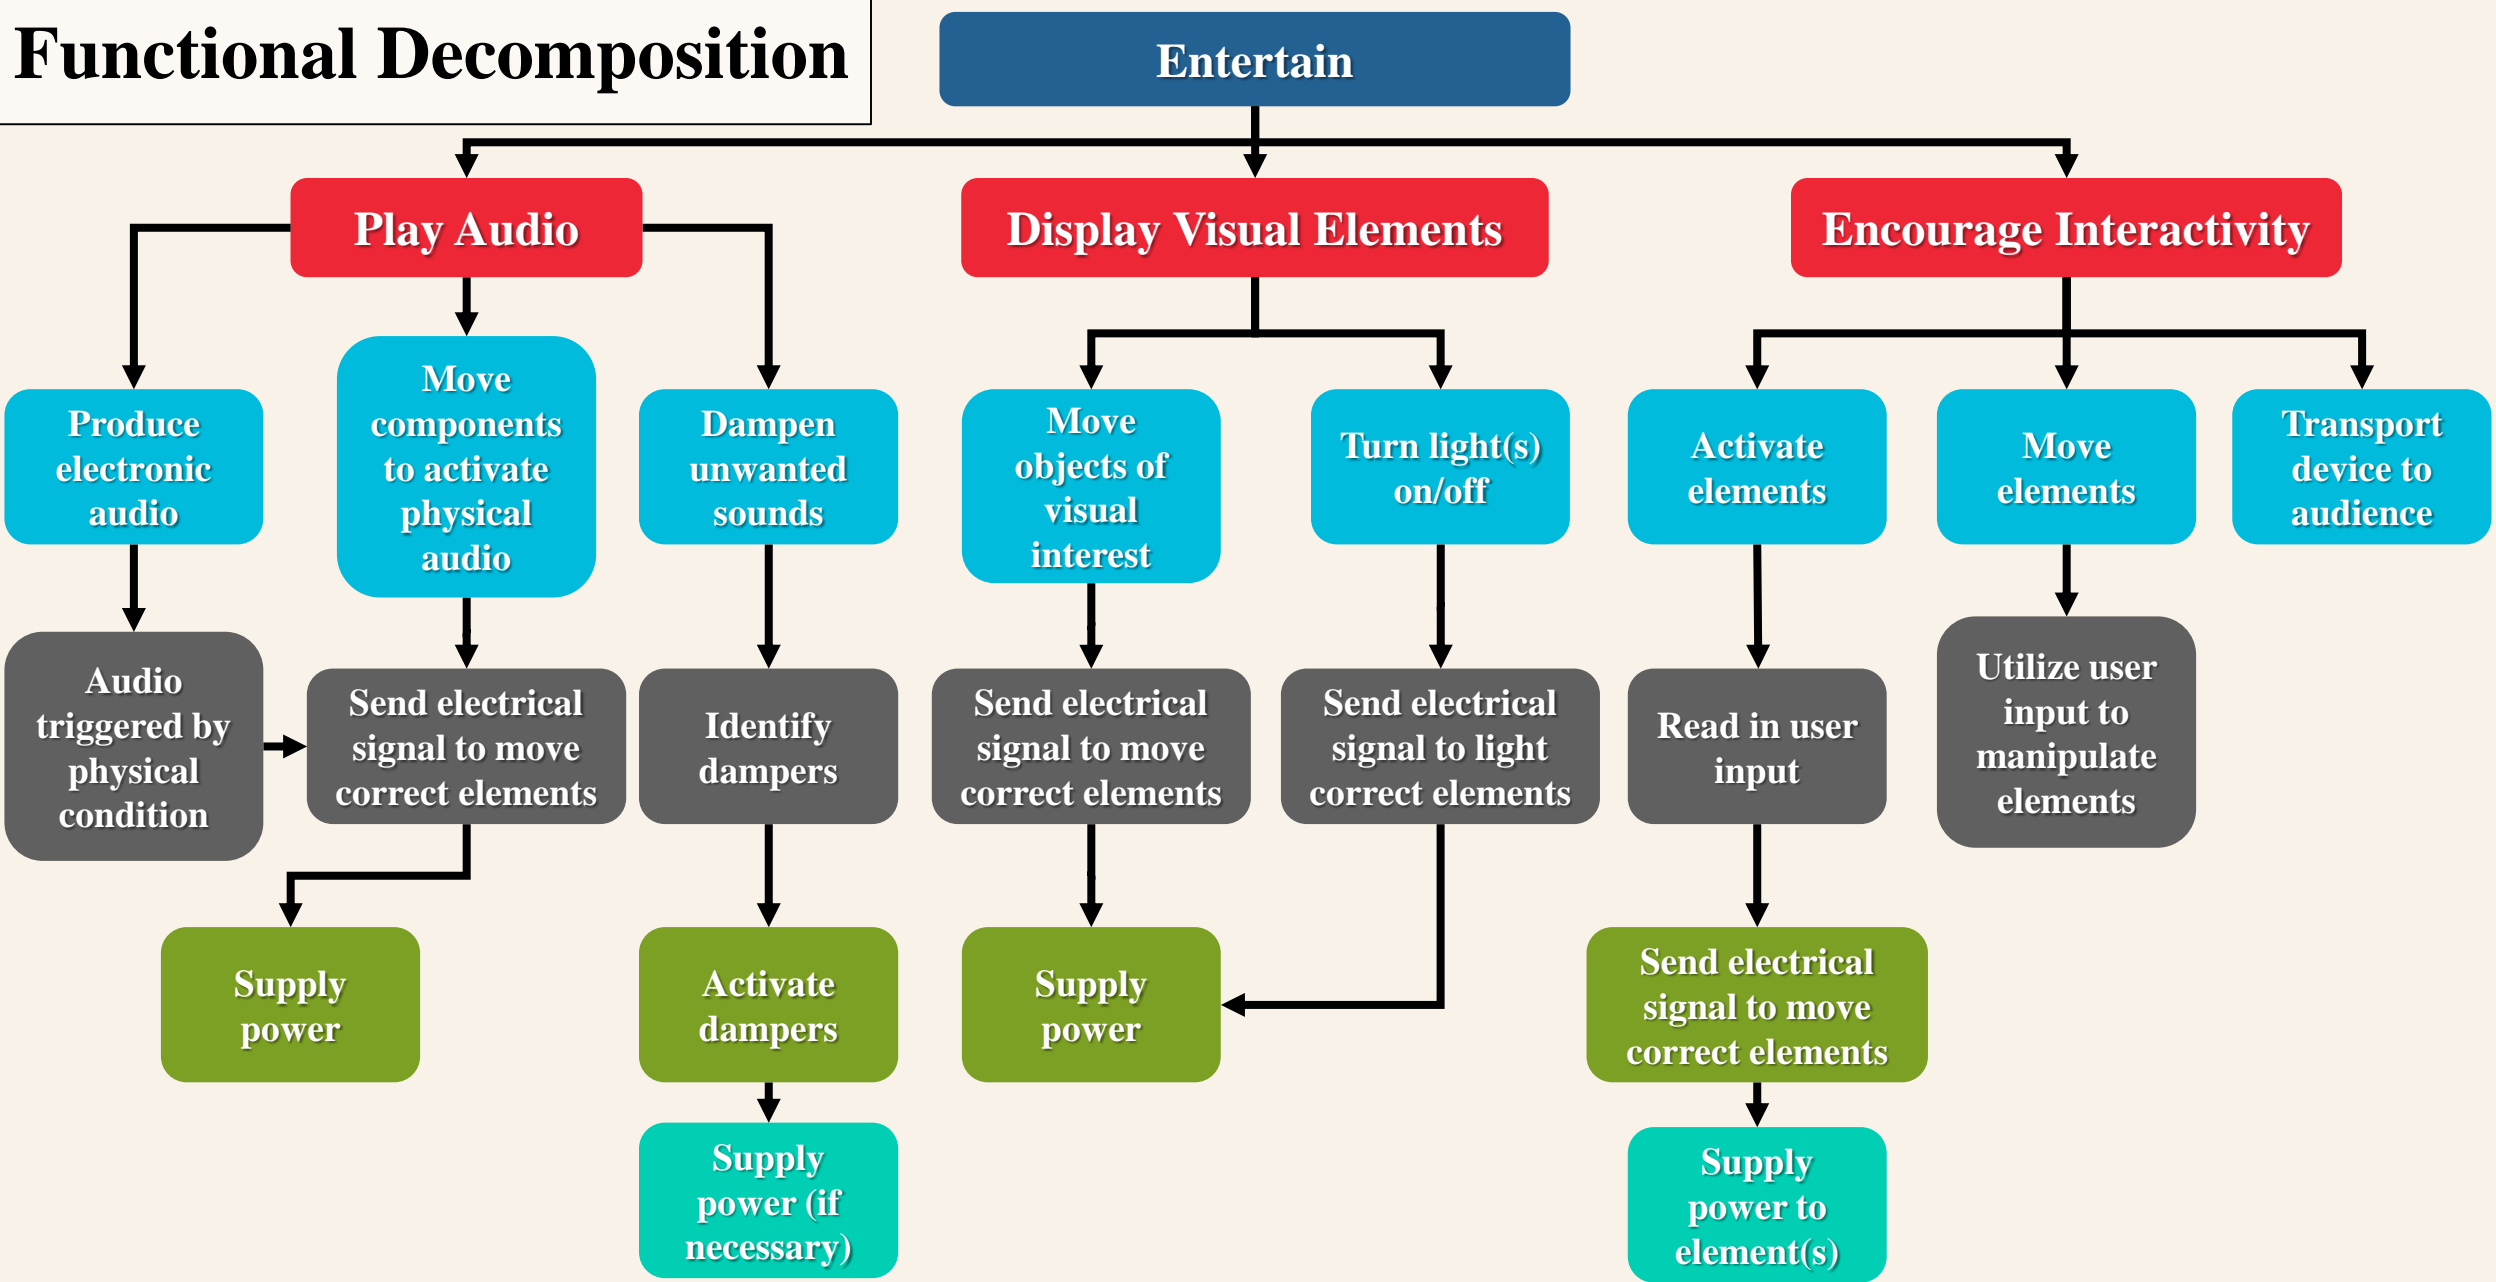 Functional Decomposition
Entertain
Play Audio
Display Visual Elements
Encourage Interactivity
Produce
electronic
audio
Move
components
to activate
physical
audio
Dampen
unwanted
sounds
Move
objects of
visual
interest
Turn light(s)
on/off
Activate
elements
Move
elements
Transport
device to
audience
Audio
triggered by
physical
condition
Send electrical
signal to move
correct elements
Identify
dampers
Send electrical
signal to move
correct elements
Send electrical
signal to light
correct elements
Read in user
input
Utilize user
input to
manipulate
elements
Supply
power
Activate
dampers
Supply
power
Send electrical
signal to move
correct elements
Supply
power (if
necessary)
Supply
power to
element(s)